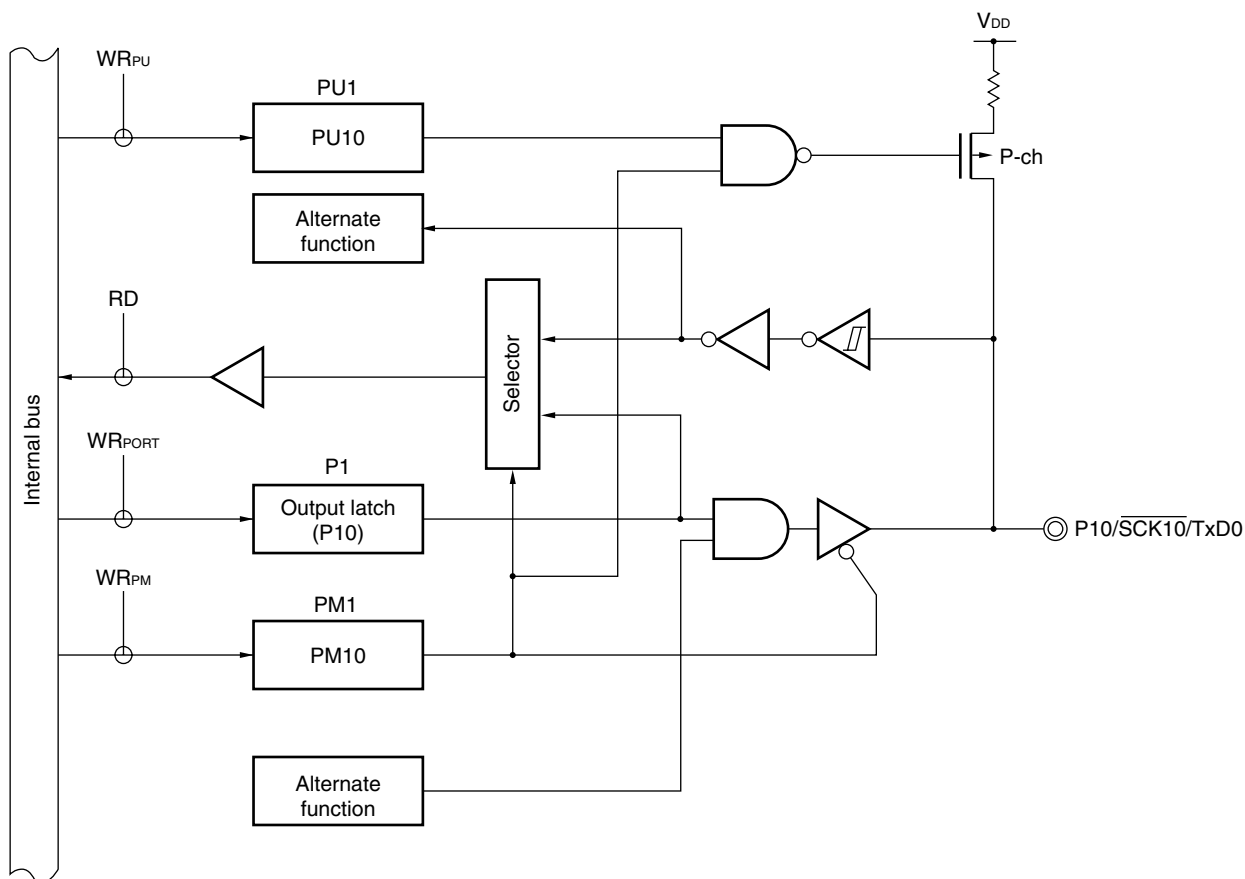 VDD
WRPU
PU1
PU10
P-ch
Alternate
function
RD
Selector
Internal bus
WRPORT
P1
Output latch
(P10)
P10/SCK10/TxD0
WRPM
PM1
PM10
Alternate
function